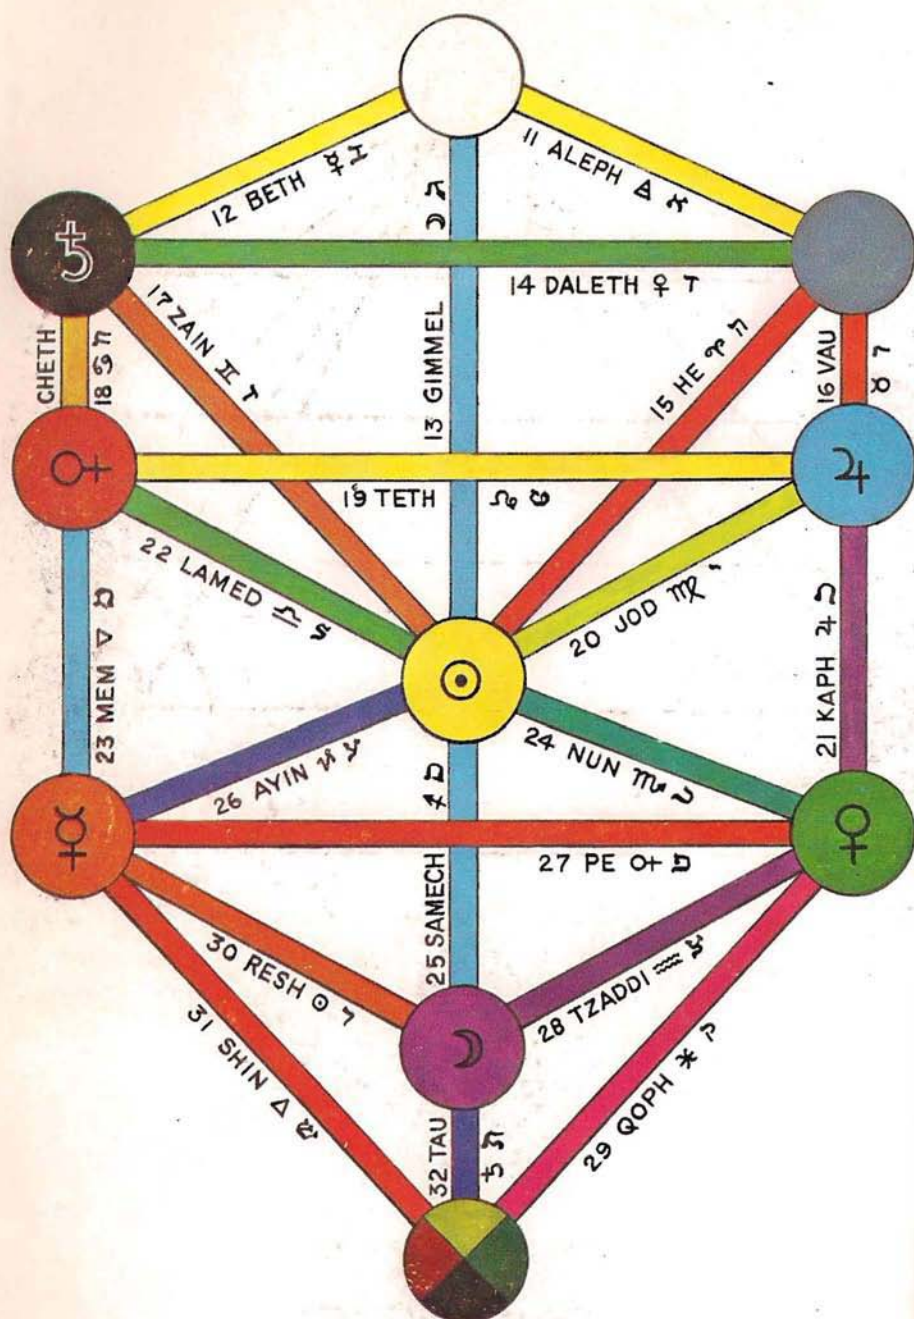 11 ALEPH 🜁 א
12 BETH ☿ ב
☽ ג
13 GIMMEL
♄
14 DALETH ♀ ד
15 HE ♈ ה
16 VAU
♉ ו
17 ZAIN ♊ ז
CHETH
18 ♋ ח
♂
♃
19 TETH ♌ ט
20 JOD ♍ י
21 KAPH ♃ כ
22 LAMED ♎ ל
23 MEM 🜄 מ
☉
24 NUN ♏ נ
25 SAMECH
♐ ס
26 AYIN ♑ ע
☿
♀
27 PE ♂ פ
28 TZADDI ♒ צ
29 QOPH ק
30 RESH ☉ ר
31 SHIN 🜂 ש
☽
32 TAU
♄ ת